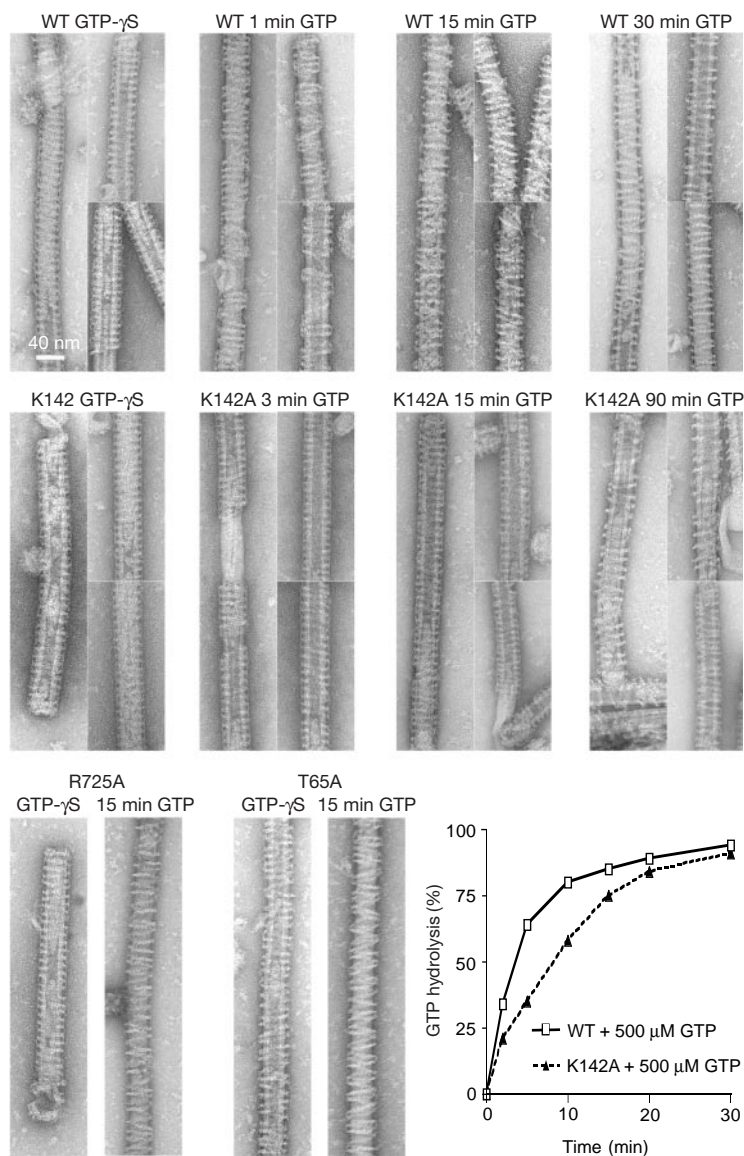 WT GTP-γS
WT 1 min GTP
WT 15 min GTP
WT 30 min GTP
40 nm
K142 GTP-γS
K142A 3 min GTP
K142A 15 min GTP
K142A 90 min GTP
R725A
GTP-γS 15 min GTP
T65A
GTP-γS 15 min GTP
100
75
50
25
0
GTP hydrolysis (%)
WT + 500 μM GTP
K142A + 500 μM GTP
0 10 20 30
Time (min)